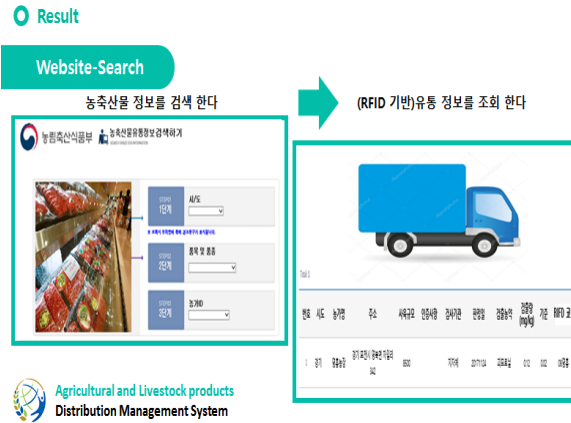 Result
Website-Search
농축산물 정보를 검색 한다
(RFID 기반)유통 정보를 조회 한다
농림축산식품부
농축산물유통정보검색하기
1단계
시/도
2단계
품목 및 품종
3단계
농가ID
번호 시도 농가명 주소 사육규모 인증사항 검사기관 판정일 검출농약 검출량(mg/kg) 기준 RFID
경기
Agricultural and Livestock products
Distribution Management System